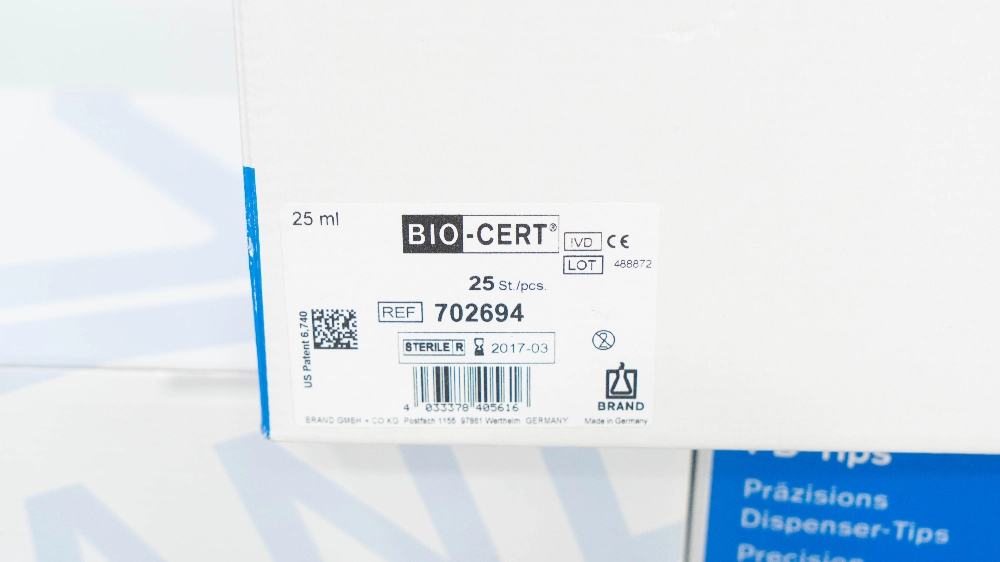 25 ml
BIO-CERT®
IVD CE
LOT 488872
25 St./pcs.
REF 702694
US Patent 6,740
STERILE R 2017-03
4 033378 405616
BRAND
BRAND GMBH + CO KG Postfach 1155 97861 Wertheim GERMANY
Made in Germany
Tips
Präzisions
Dispenser-Tips
Precision